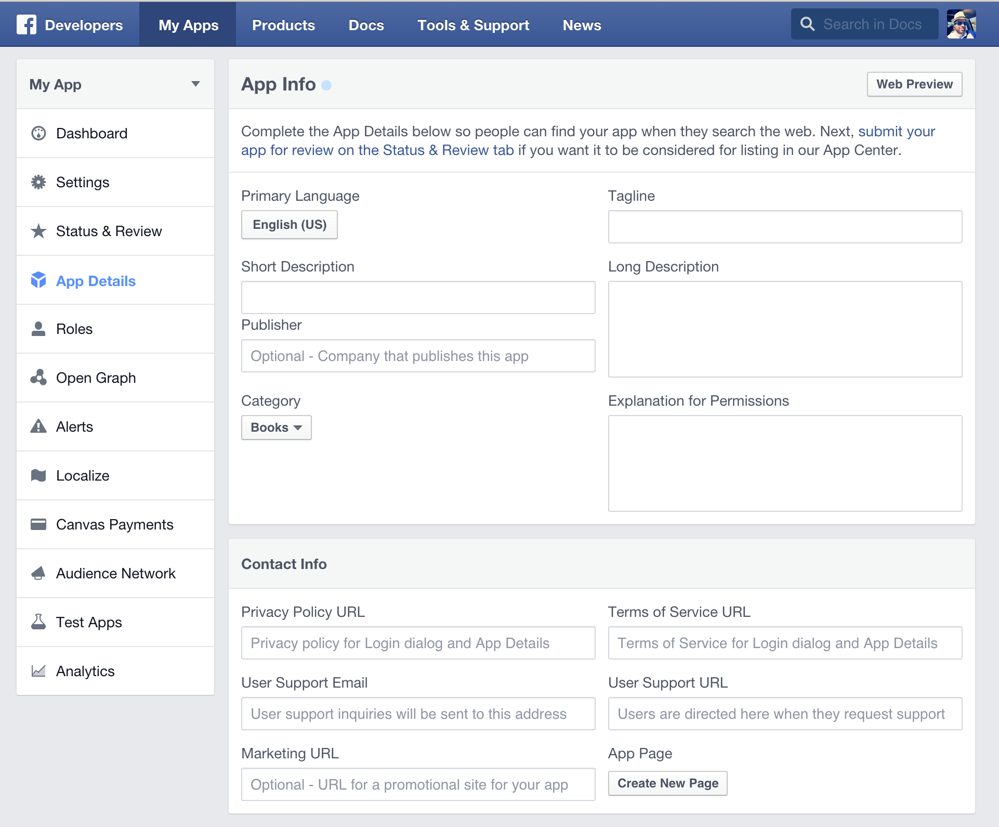 Developers
My Apps
Products
Docs
Tools & Support
News
Search in Docs
My App
Dashboard
Settings
Status & Review
App Details
Roles
Open Graph
Alerts
Localize
Canvas Payments
Audience Network
Test Apps
Analytics
App Info
Web Preview
Complete the App Details below so people can find your app when they search the web. Next, submit your
app for review on the Status & Review tab if you want it to be considered for listing in our App Center.
Primary Language
English (US)
Tagline
Short Description
Long Description
Publisher
Optional - Company that publishes this app
Category
Books
Explanation for Permissions
Contact Info
Privacy Policy URL
Privacy policy for Login dialog and App Details
Terms of Service URL
Terms of Service for Login dialog and App Details
User Support Email
User support inquiries will be sent to this address
User Support URL
Users are directed here when they request support
Marketing URL
Optional - URL for a promotional site for your app
App Page
Create New Page